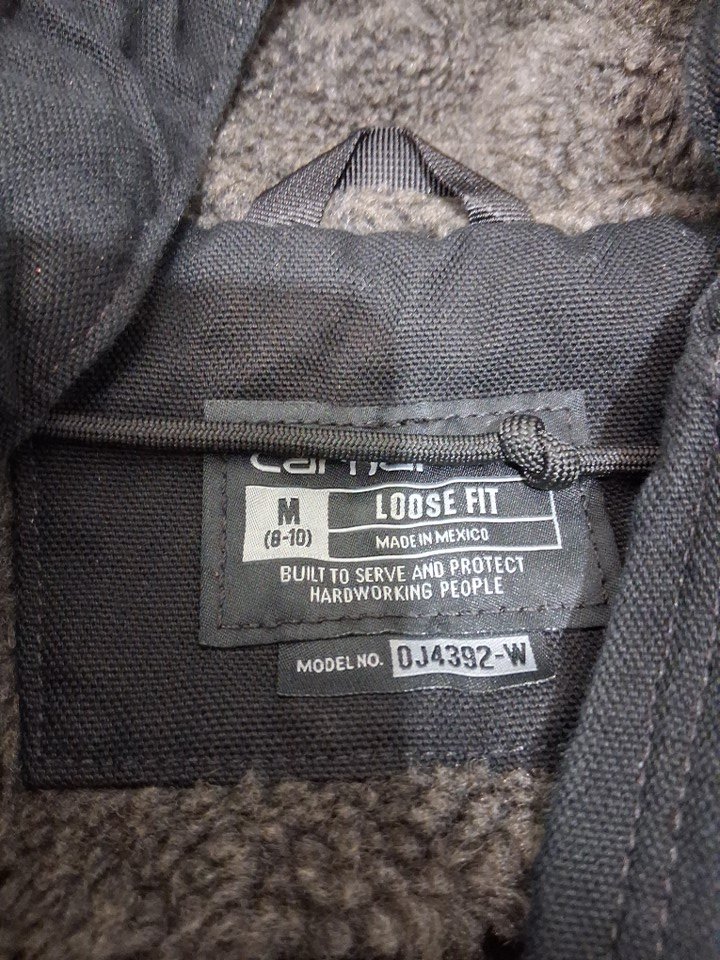 M
(8-10)
LOOSE FIT
MADE IN MEXICO
BUILT TO SERVE AND PROTECT
HARDWORKING PEOPLE
MODEL NO. OJ4392-W